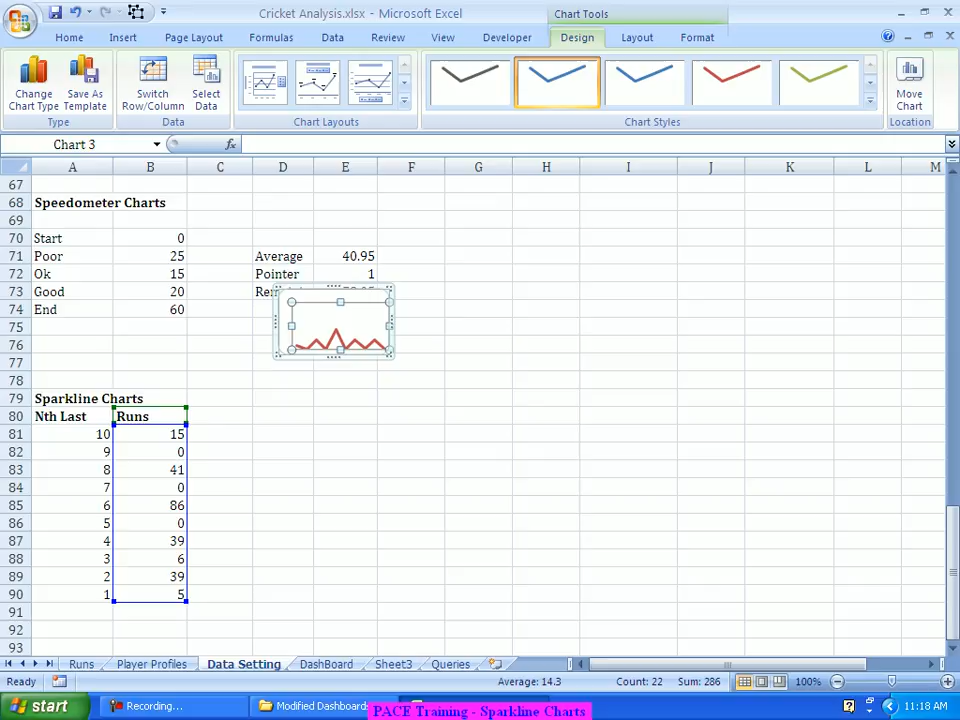 Cricket Analysis.xlsx - Microsoft Excel
Chart Tools
Home Insert Page Layout Formulas Data Review View Developer Design Layout Format
Change Chart Type
Save As Template
Switch Row/Column
Select Data
Move Chart
Type Data Chart Layouts Chart Styles Location
Chart 3 fx
A B C D E F G H I J K L M
67
68 Speedometer Charts
69
70 Start 0
71 Poor 25 Average 40.95
72 Ok 15 Pointer 1
73 Good 20
74 End 60
75
76
77
78
79 Sparkline Charts
80 Nth Last Runs
81 10 15
82 9 0
83 8 41
84 7 0
85 6 86
86 5 0
87 4 39
88 3 6
89 2 39
90 1 5
91
92
93
Runs Player Profiles Data Setting DashBoard Sheet3 Queries
Ready Average: 14.3 Count: 22 Sum: 286 100%
start Recording... Modified Dashboard PACE Training - Sparkline Charts 11:18 AM